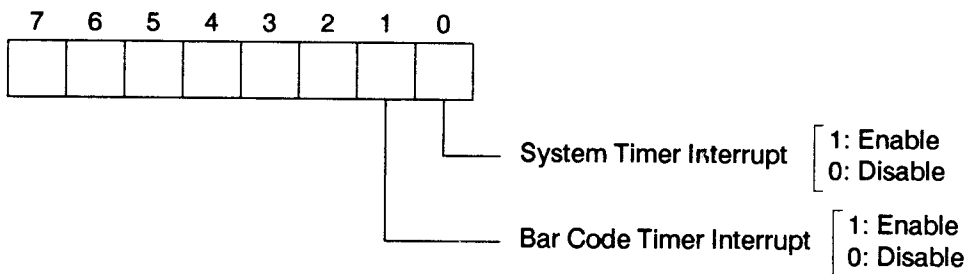 7 6 5 4 3 2 1 0
System Timer Interrupt
1: Enable
0: Disable
Bar Code Timer Interrupt
1: Enable
0: Disable